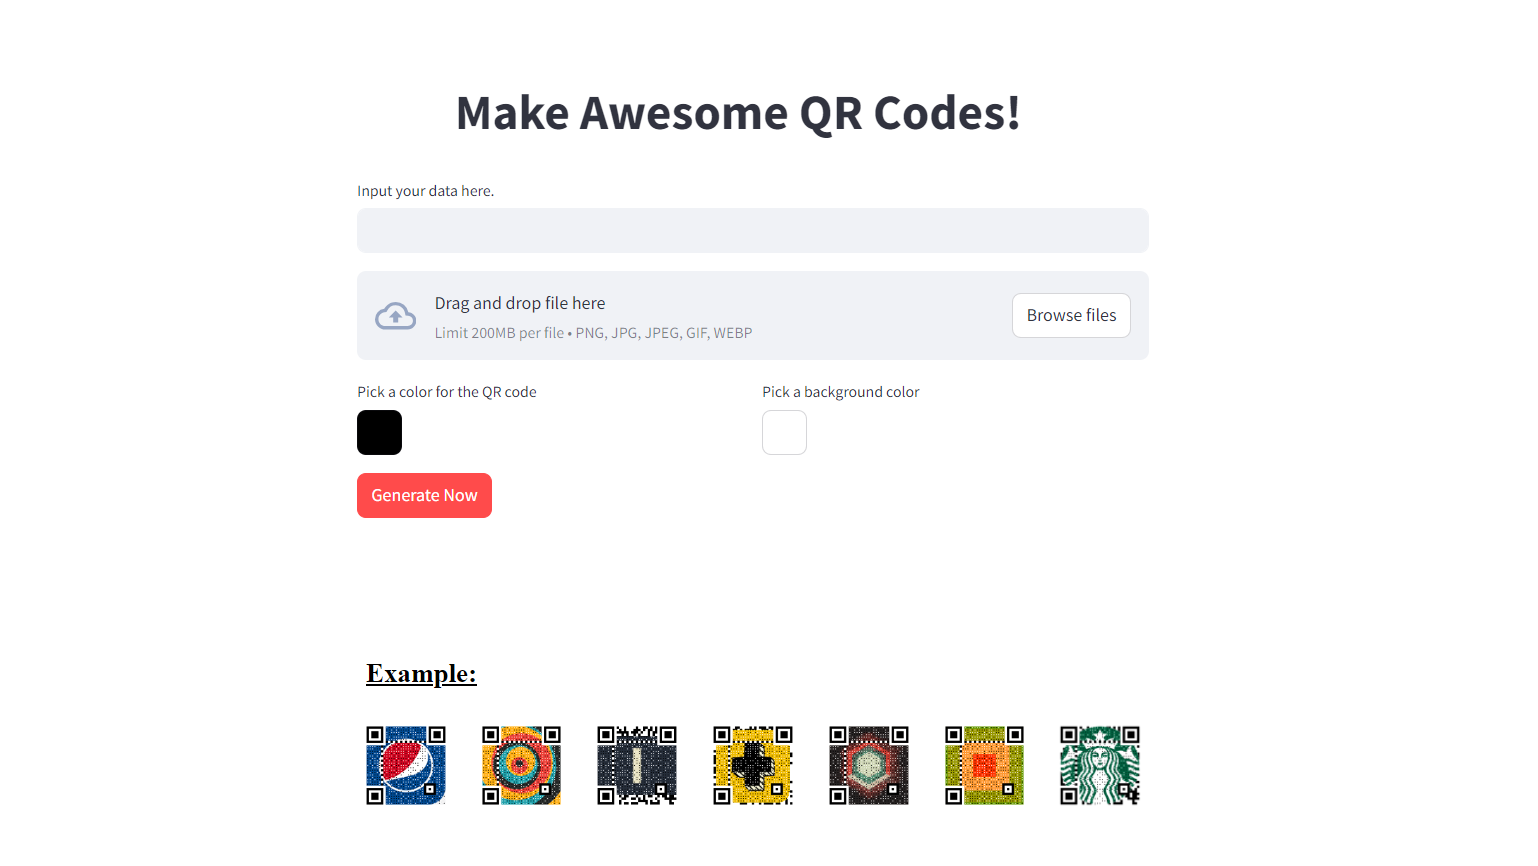 Make Awesome QR Codes!
Input your data here.
Drag and drop file here
Limit 200MB per file • PNG, JPG, JPEG, GIF, WEBP
Browse files
Pick a color for the QR code
Pick a background color
Generate Now
Example: